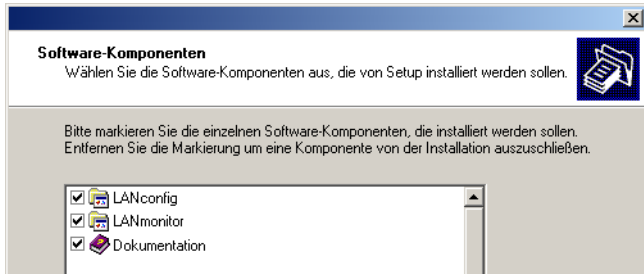 Software-Komponenten
Wählen Sie die Software-Komponenten aus, die von Setup installiert werden sollen.
Bitte markieren Sie die einzelnen Software-Komponenten, die installiert werden sollen.
Entfernen Sie die Markierung um eine Komponente von der Installation auszuschließen.
LANconfig
LANmonitor
Dokumentation